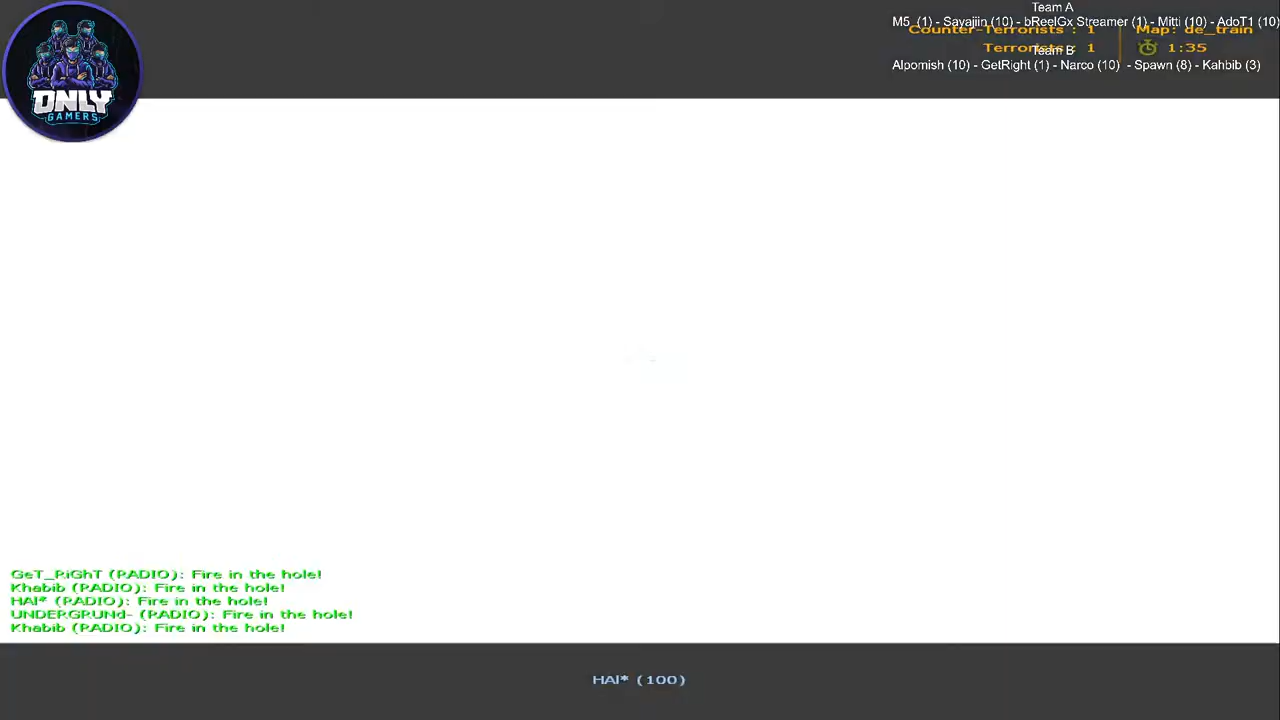 ONLY
GAMERS
Team A
M5_(1) - Sayajiin (10) - bReelGx Streamer (1) - Mitti (10) - AdoT1 (10)
Counter-Terrorists : 1
Map: de_train
Terrorists : 1
1:35
Team B
Alpomish (10) - GetRight (1) - Narco (10) - Spawn (8) - Kahbib (3)
GeT_RiGhT (RADIO): Fire in the hole!
Khabib (RADIO): Fire in the hole!
HAl* (RADIO): Fire in the hole!
UNDERGRUNd- (RADIO): Fire in the hole!
Khabib (RADIO): Fire in the hole!
HAl* (100)